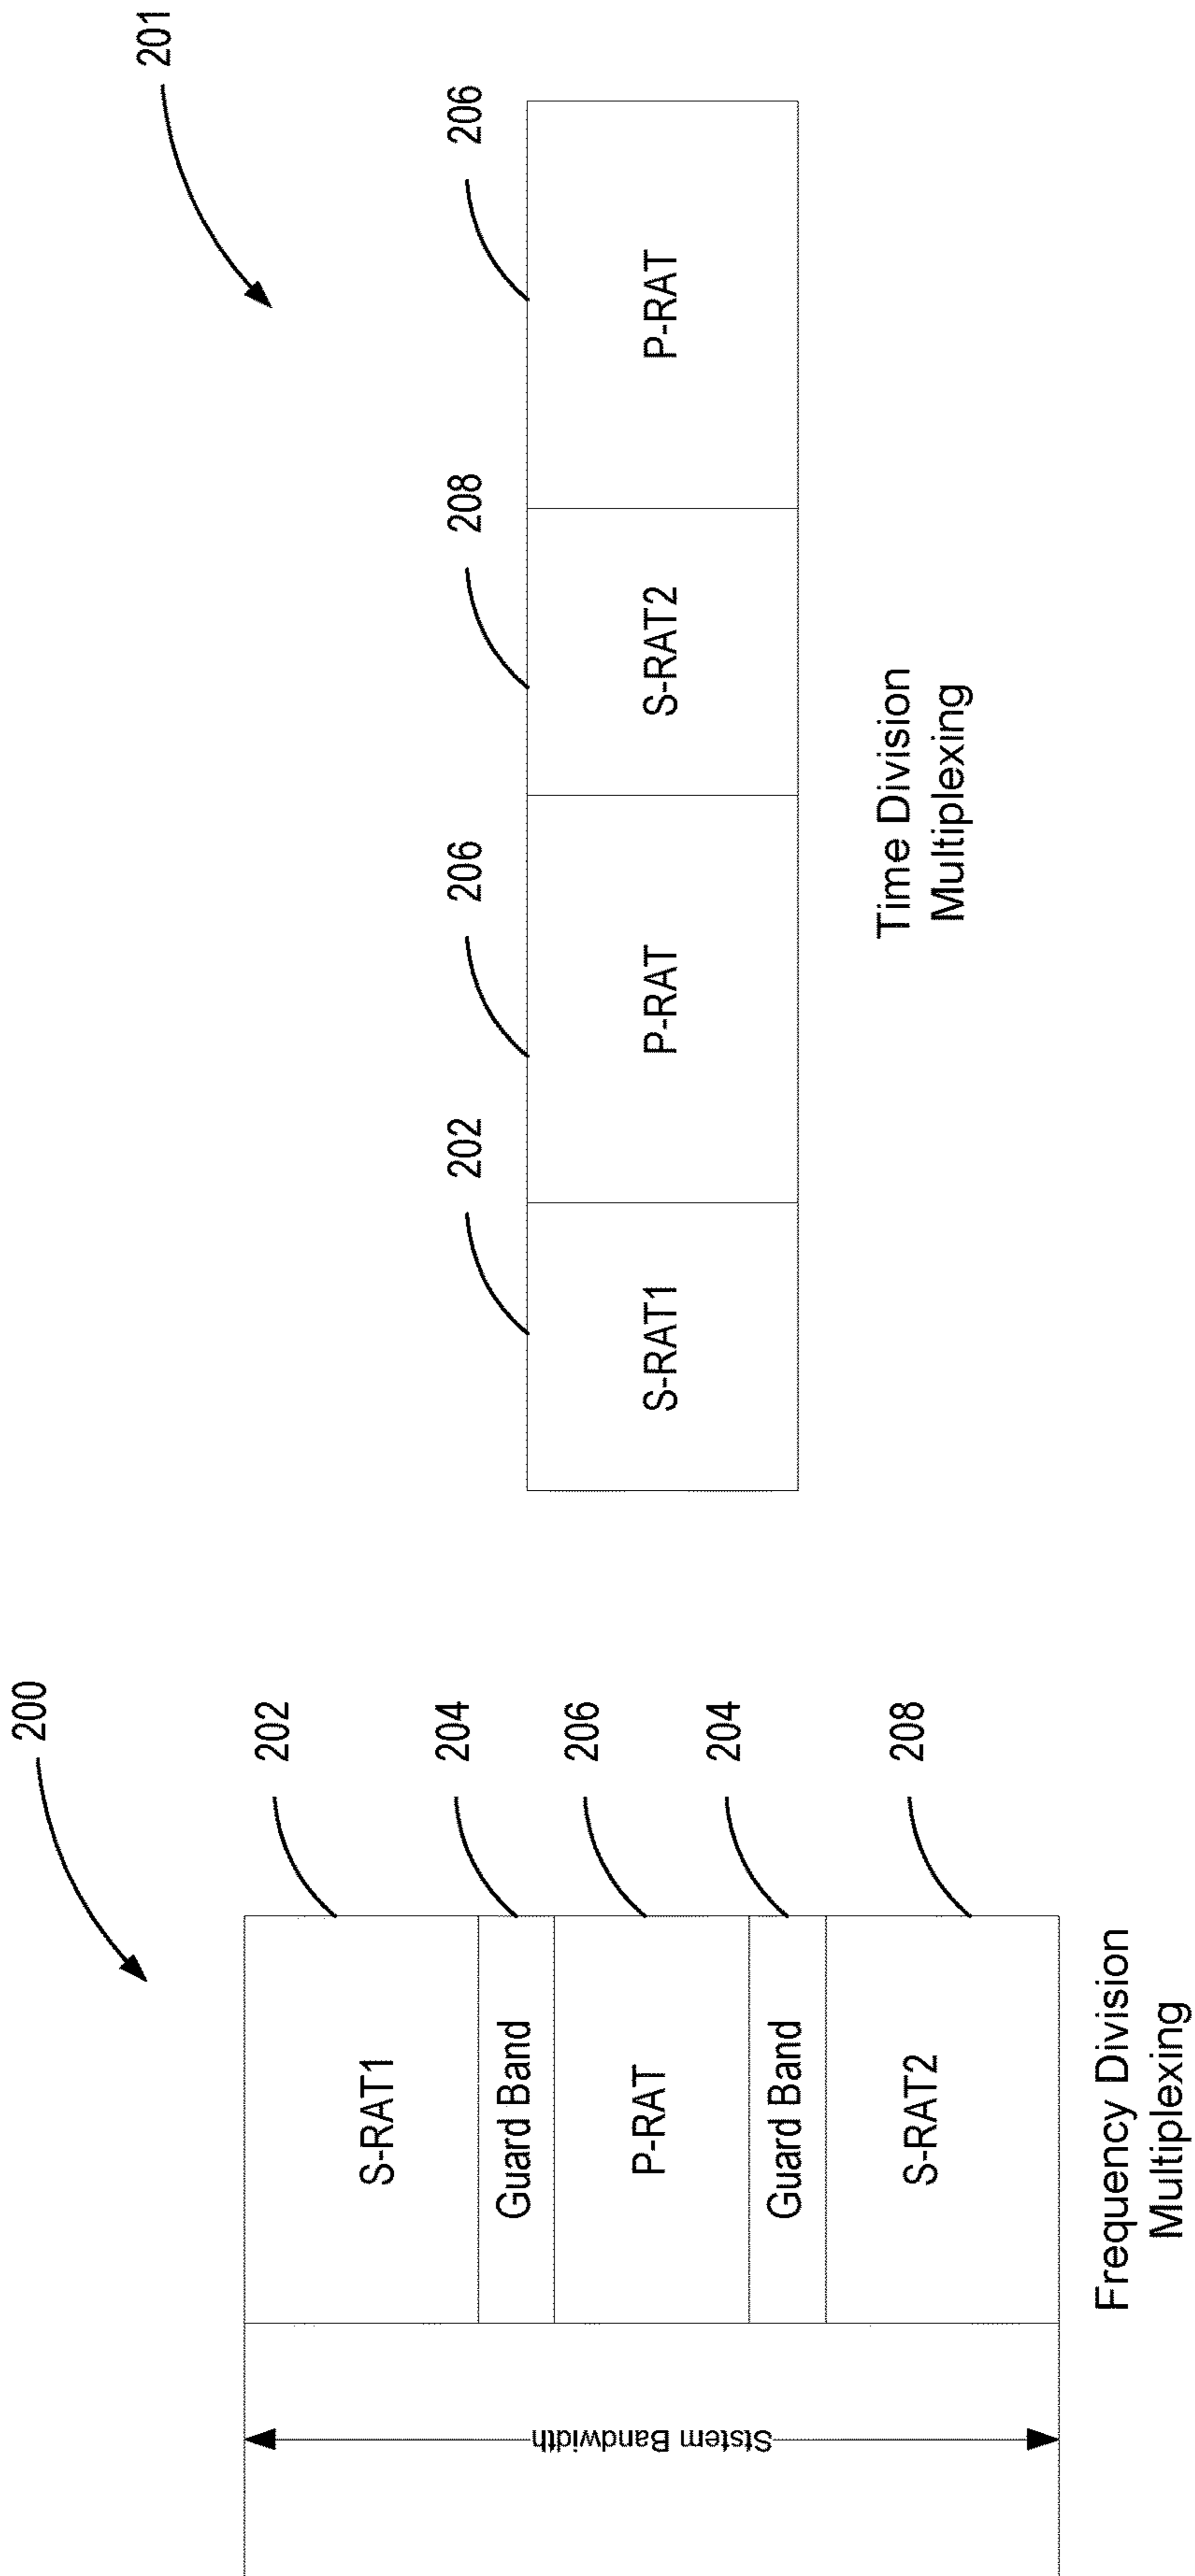 200
202
S-RAT1
204
Guard Band
206
P-RAT
204
Guard Band
208
S-RAT2
Ststem Bandwidth
Frequency Division
Multiplexing
201
202
206
208
206
S-RAT1
P-RAT
S-RAT2
P-RAT
Time Division
Multiplexing